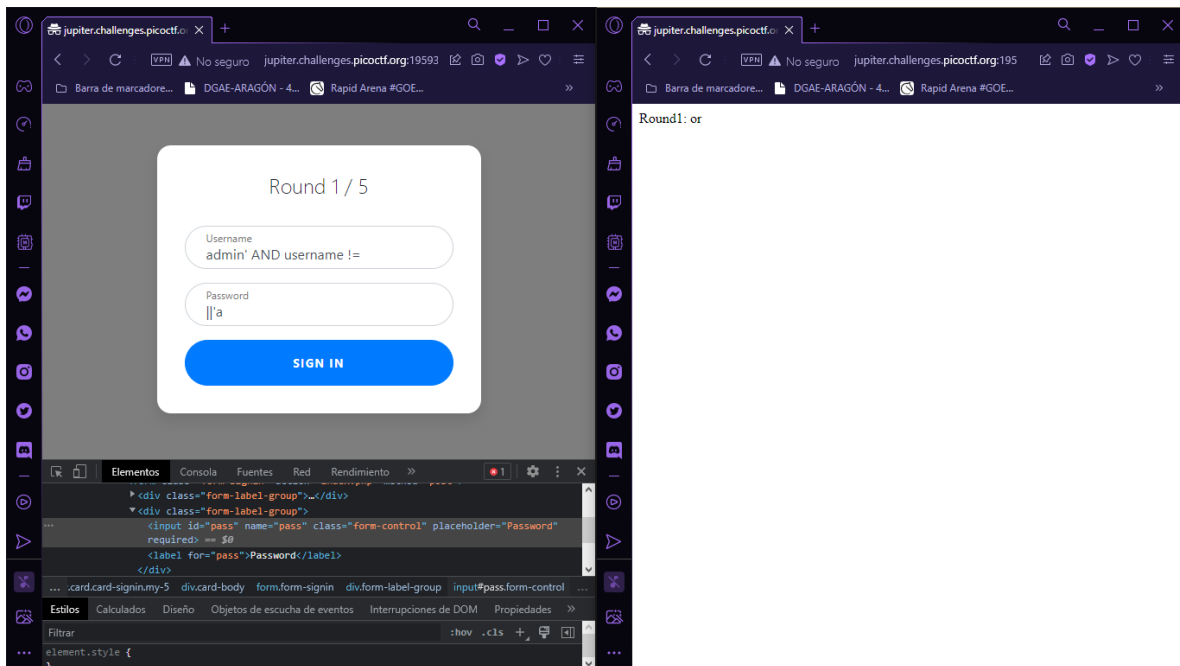 jupiter.challenges.picoctf.o
VPN No seguro jupiter.challenges.picoctf.org:19593
Barra de marcadore... DGAE-ARAGÓN - 4... Rapid Arena #GOE... »
Round 1 / 5
Username
admin' AND username !=
Password
||'a
SIGN IN
Elementos Consola Fuentes Red Rendimiento » 1
<div class="form-label-group">…</div>
<div class="form-label-group">
<input id="pass" name="pass" class="form-control" placeholder="Password"
required> == $0
<label for="pass">Password</label>
</div>
... .card.card-signin.my-5 div.card-body form.form-signin div.form-label-group input#pass.form-control ...
Estilos Calculados Diseño Objetos de escucha de eventos Interrupciones de DOM Propiedades »
Filtrar :hov .cls +
element.style {
jupiter.challenges.picoctf.o
VPN No seguro jupiter.challenges.picoctf.org:195
Barra de marcadore... DGAE-ARAGÓN - 4... Rapid Arena #GOE... »
Round1: or